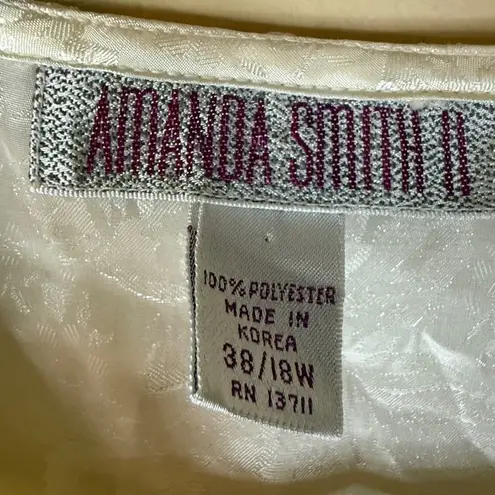 AMANDA SMITH II
100% POLYESTER
MADE IN
KOREA
38/18W
RN 13711